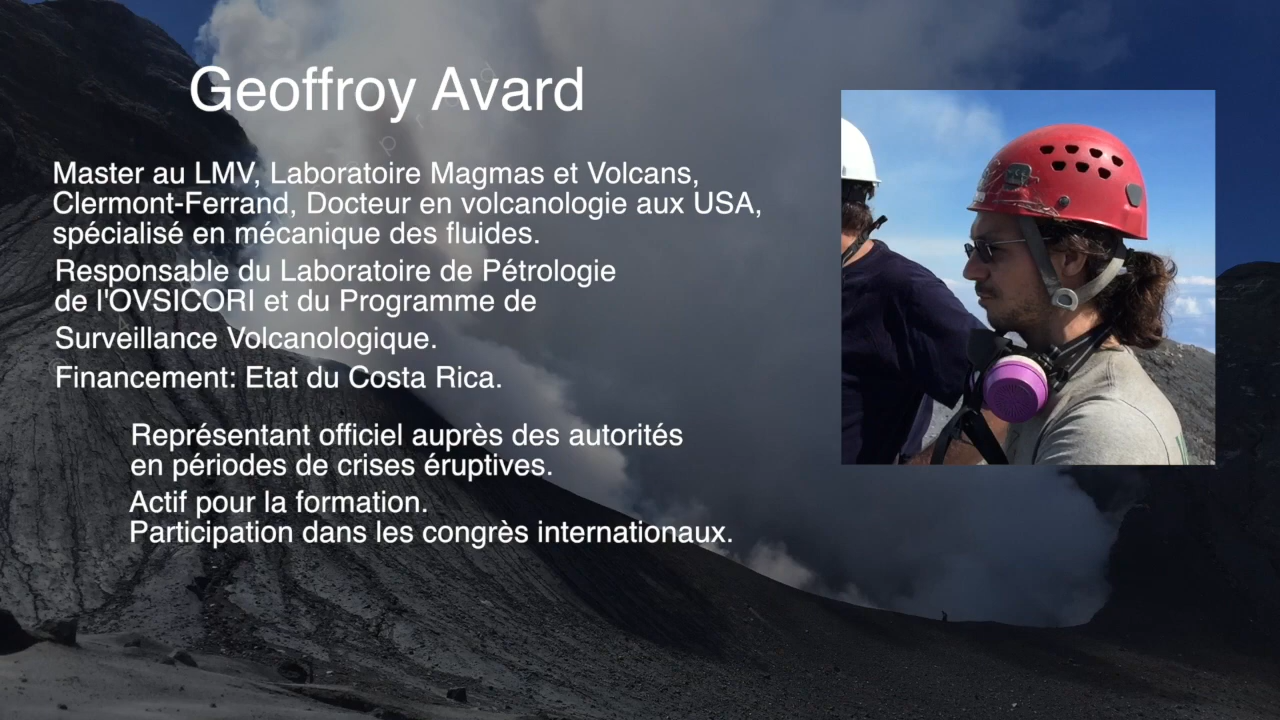 Geoffroy Avard
Master au LMV, Laboratoire Magmas et Volcans,
Clermont-Ferrand, Docteur en volcanologie aux USA,
spécialisé en mécanique des fluides.
Responsable du Laboratoire de Pétrologie
de l'OVSICORI et du Programme de
Surveillance Volcanologique.
Financement: Etat du Costa Rica.
Représentant officiel auprès des autorités
en périodes de crises éruptives.
Actif pour la formation.
Participation dans les congrès internationaux.